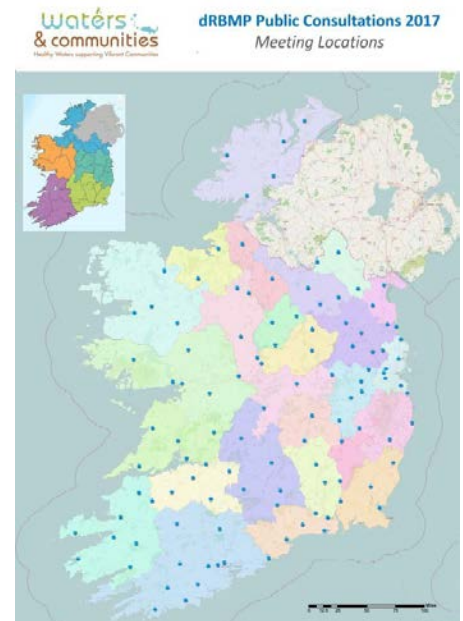 waters
& communities
Healthy Waters supporting Vibrant Communities
dRBMP Public Consultations 2017
Meeting Locations